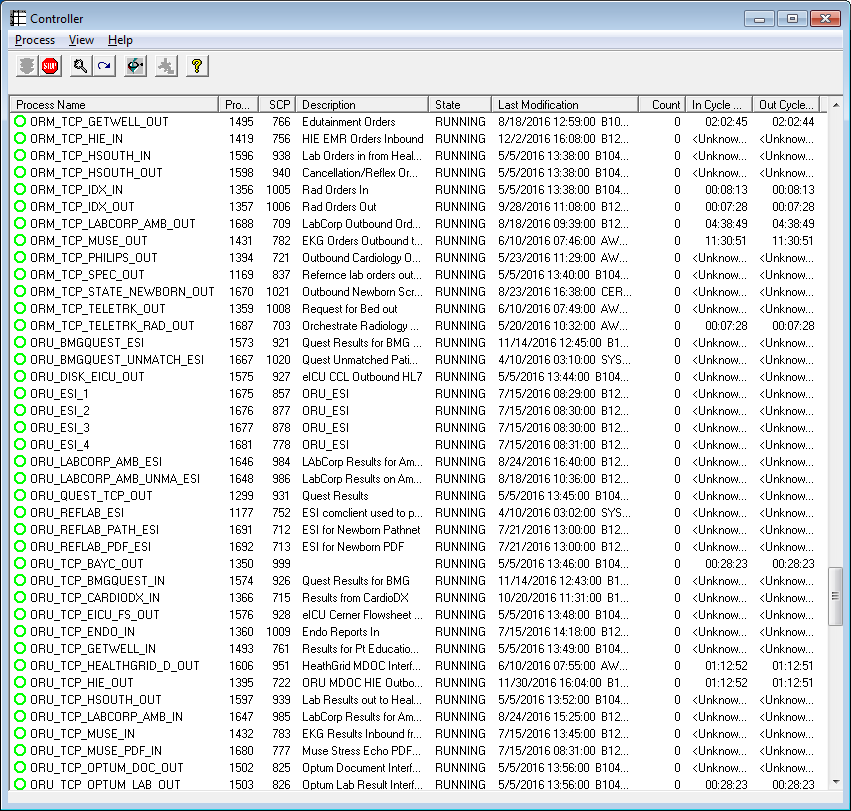 Controller
Process View Help
STOP
?
Process Name Pro... SCP Description State Last Modification Count In Cycle ... Out Cycle...
ORM_TCP_GETWELL_OUT 1495 766 Edutainment Orders RUNNING 8/18/2016 12:59:00 B10... 0 02:02:45 02:02:44
ORM_TCP_HIE_IN 1419 756 HIE EMR Orders Inbound RUNNING 12/2/2016 16:08:00 B12... 0 <Unknow... <Unknow...
ORM_TCP_HSOUTH_IN 1596 938 Lab Orders in from Heal... RUNNING 5/5/2016 13:38:00 B104... 0 <Unknow... <Unknow...
ORM_TCP_HSOUTH_OUT 1598 940 Cancellation/Reflex Or... RUNNING 5/5/2016 13:38:00 B104... 0 <Unknow... <Unknow...
ORM_TCP_IDX_IN 1356 1005 Rad Orders In RUNNING 5/5/2016 13:38:00 B104... 0 00:08:13 00:08:13
ORM_TCP_IDX_OUT 1357 1006 Rad Orders Out RUNNING 9/28/2016 11:08:00 B12... 0 00:07:28 00:07:28
ORM_TCP_LABCORP_AMB_OUT 1688 709 LabCorp Outbound Ord... RUNNING 8/18/2016 09:39:00 B12... 0 04:38:49 04:38:49
ORM_TCP_MUSE_OUT 1431 782 EKG Orders Outbound t... RUNNING 6/10/2016 07:46:00 AW... 0 11:30:51 11:30:51
ORM_TCP_PHILIPS_OUT 1394 721 Outbound Cardiology O... RUNNING 5/23/2016 11:29:00 AW... 0 <Unknow... <Unknow...
ORM_TCP_SPEC_OUT 1169 837 Refernce lab orders out... RUNNING 5/5/2016 13:40:00 B104... 0 <Unknow... <Unknow...
ORM_TCP_STATE_NEWBORN_OUT 1670 1021 Outbound Newborn Scr... RUNNING 8/23/2016 16:38:00 CER... 0 <Unknow... <Unknow...
ORM_TCP_TELETRK_OUT 1359 1008 Request for Bed out RUNNING 6/10/2016 07:49:00 AW... 0 <Unknow... <Unknow...
ORM_TCP_TELETRK_RAD_OUT 1687 703 Orchestrate Radiology ... RUNNING 5/20/2016 10:32:00 AW... 0 00:07:28 00:07:28
ORU_BMGQUEST_ESI 1573 921 Quest Results for BMG ... RUNNING 11/14/2016 12:45:00 B1... 0 <Unknow... <Unknow...
ORU_BMGQUEST_UNMATCH_ESI 1667 1020 Quest Unmatched Pati... RUNNING 4/10/2016 03:10:00 SYS... 0 <Unknow... <Unknow...
ORU_DISK_EICU_OUT 1575 927 eICU CCL Outbound HL7 RUNNING 5/5/2016 13:44:00 B104... 0 <Unknow... <Unknow...
ORU_ESI_1 1675 857 ORU_ESI RUNNING 7/15/2016 08:29:00 B12... 0 <Unknow... <Unknow...
ORU_ESI_2 1676 877 ORU_ESI RUNNING 7/15/2016 08:30:00 B12... 0 <Unknow... <Unknow...
ORU_ESI_3 1677 878 ORU_ESI RUNNING 7/15/2016 08:30:00 B12... 0 <Unknow... <Unknow...
ORU_ESI_4 1681 778 ORU_ESI RUNNING 7/15/2016 08:31:00 B12... 0 <Unknow... <Unknow...
ORU_LABCORP_AMB_ESI 1646 984 LAbCorp Results for Am... RUNNING 8/24/2016 16:40:00 B12... 0 <Unknow... <Unknow...
ORU_LABCORP_AMB_UNMA_ESI 1648 986 LabCorp Results on Am... RUNNING 8/18/2016 10:36:00 B12... 0 <Unknow... <Unknow...
ORU_QUEST_TCP_OUT 1299 931 Quest Results RUNNING 5/5/2016 13:45:00 B104... 0 <Unknow... <Unknow...
ORU_REFLAB_ESI 1177 752 ESI comclient used to p... RUNNING 4/10/2016 03:02:00 SYS... 0 <Unknow... <Unknow...
ORU_REFLAB_PATH_ESI 1691 712 ESI for Newborn Pathnet RUNNING 7/21/2016 13:00:00 B12... 0 <Unknow... <Unknow...
ORU_REFLAB_PDF_ESI 1692 713 ESI for Newborn PDF RUNNING 7/21/2016 13:00:00 B12... 0 <Unknow... <Unknow...
ORU_TCP_BAYC_OUT 1350 999 RUNNING 5/5/2016 13:46:00 B104... 0 00:28:23 00:28:23
ORU_TCP_BMGQUEST_IN 1574 926 Quest Results for BMG RUNNING 11/14/2016 12:43:00 B1... 0 <Unknow... <Unknow...
ORU_TCP_CARDIODX_IN 1366 715 Results from CardioDX RUNNING 10/20/2016 11:31:00 B1... 0 <Unknow... <Unknow...
ORU_TCP_EICU_FS_OUT 1576 928 eICU Cerner Flowsheet ... RUNNING 5/5/2016 13:48:00 B104... 0 <Unknow... <Unknow...
ORU_TCP_ENDO_IN 1360 1009 Endo Reports In RUNNING 7/15/2016 14:18:00 B12... 0 <Unknow... <Unknow...
ORU_TCP_GETWELL_IN 1493 761 Results for Pt Educatio... RUNNING 5/5/2016 13:49:00 B104... 0 <Unknow... <Unknow...
ORU_TCP_HEALTHGRID_D_OUT 1606 951 HeathGrid MDOC Interf... RUNNING 6/10/2016 07:55:00 AW... 0 01:12:52 01:12:51
ORU_TCP_HIE_OUT 1395 722 ORU MDOC HIE Outbo... RUNNING 11/30/2016 16:04:00 B1... 0 01:12:52 01:12:51
ORU_TCP_HSOUTH_OUT 1597 939 Lab Results out to Heal... RUNNING 5/5/2016 13:52:00 B104... 0 <Unknow... <Unknow...
ORU_TCP_LABCORP_AMB_IN 1647 985 LabCorp Results for Am... RUNNING 8/24/2016 15:25:00 B12... 0 <Unknow... <Unknow...
ORU_TCP_MUSE_IN 1432 783 EKG Results Inbound fr... RUNNING 7/15/2016 13:45:00 B12... 0 <Unknow... <Unknow...
ORU_TCP_MUSE_PDF_IN 1680 777 Muse Stress Echo PDF... RUNNING 7/15/2016 08:31:00 B12... 0 <Unknow... <Unknow...
ORU_TCP_OPTUM_DOC_OUT 1502 825 Optum Document Interf... RUNNING 5/5/2016 13:56:00 B104... 0 <Unknow... <Unknow...
ORU_TCP_OPTUM_LAB_OUT 1503 826 Optum Lab Result Interf... RUNNING 5/5/2016 13:56:00 B104... 0 00:28:23 00:28:23